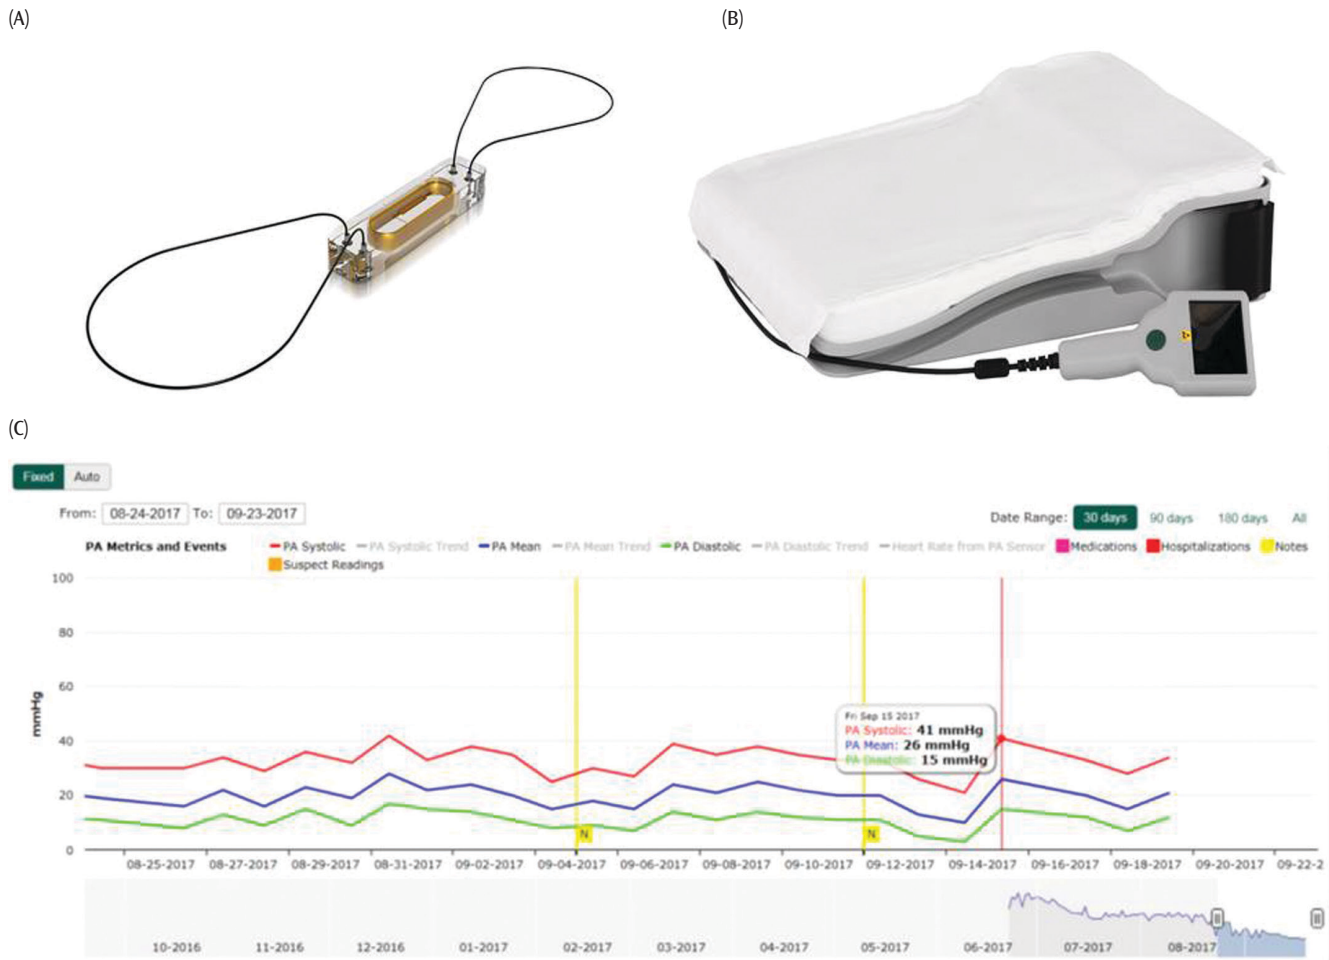 (A)
(B)
(C)
Fixed Auto
From: 08-24-2017 To: 09-23-2017
Date Range: 30 days 90 days 180 days All
PA Metrics and Events
PA Systolic PA Systolic Trend PA Mean PA Mean Trend PA Diastolic PA Diastolic Trend Heart Rate from PA Sensor Medications Hospitalizations Notes
Suspect Readings
100
80
60
40
20
0
mmHg
Fri Sep 15 2017
PA Systolic: 41 mmHg
PA Mean: 26 mmHg
PA Diastolic: 15 mmHg
N
N
08-25-2017 08-27-2017 08-29-2017 08-31-2017 09-02-2017 09-04-2017 09-06-2017 09-08-2017 09-10-2017 09-12-2017 09-14-2017 09-16-2017 09-18-2017 09-20-2017 09-22-2
10-2016 11-2016 12-2016 01-2017 02-2017 03-2017 04-2017 05-2017 06-2017 07-2017 08-2017